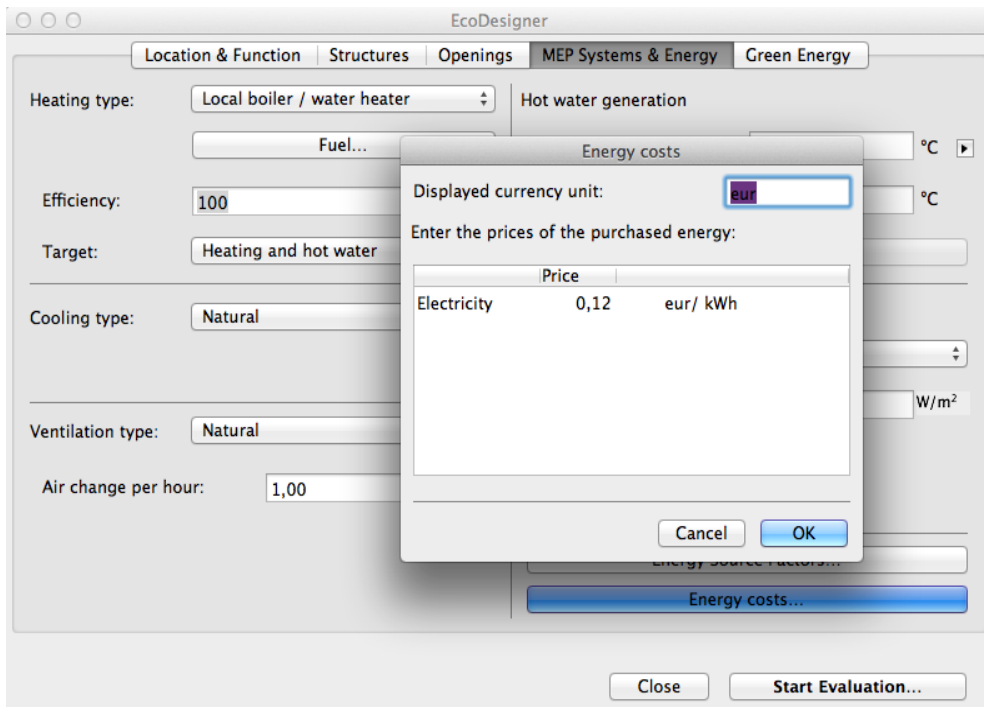 EcoDesigner
Location & Function Structures Openings MEP Systems & Energy Green Energy
Heating type: Local boiler / water heater
Fuel...
Efficiency: 100
Target: Heating and hot water
Cooling type: Natural
Ventilation type: Natural
Air change per hour: 1,00
Hot water generation
°C
°C
W/m²
Energy costs
Displayed currency unit: eur
Enter the prices of the purchased energy:
Price
Electricity 0,12 eur/ kWh
Cancel OK
Energy Source Factors...
Energy costs...
Close Start Evaluation...